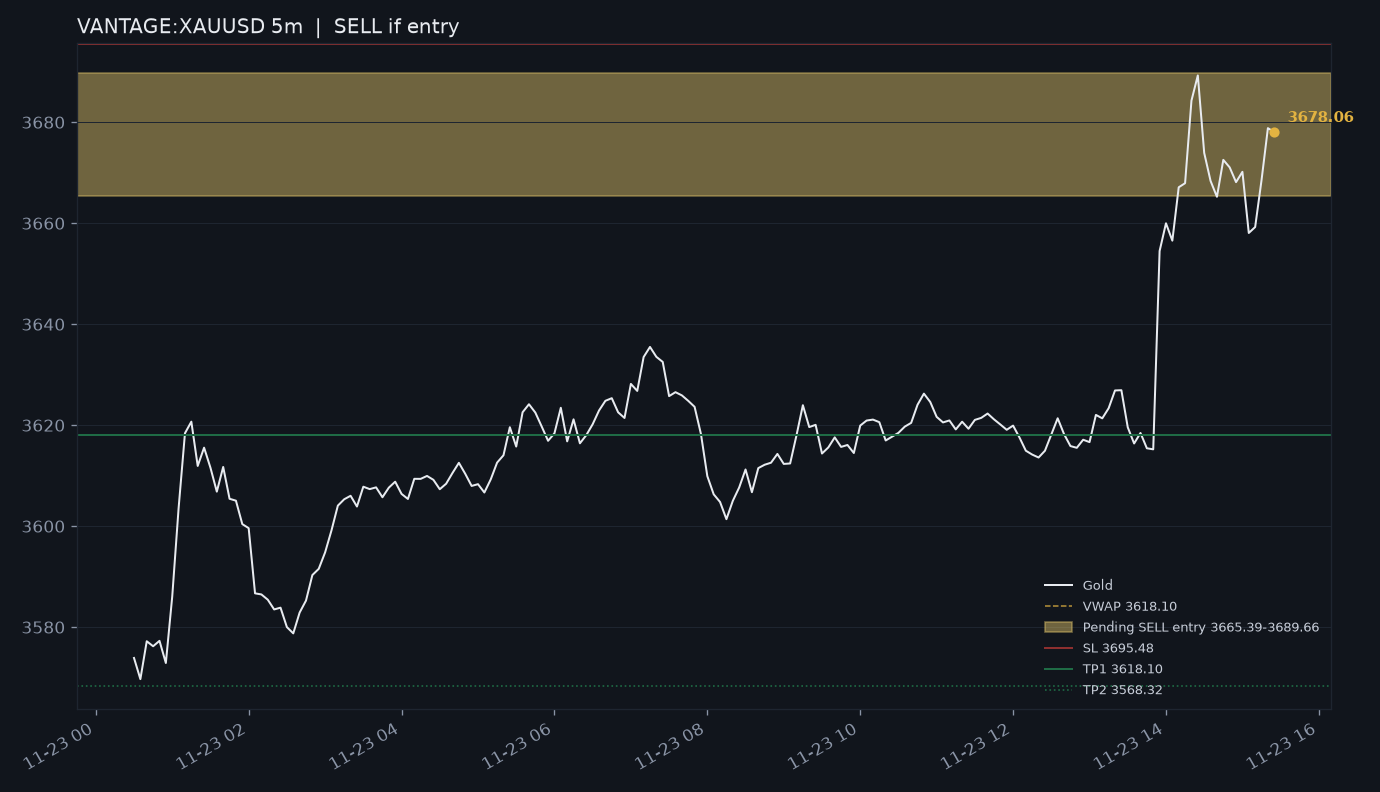 VANTAGE:XAUUSD 5m | SELL if entry
3680
3660
3640
3620
3600
3580
3678.06
Gold
VWAP 3618.10
Pending SELL entry 3665.39-3689.66
SL 3695.48
TP1 3618.10
TP2 3568.32
11-23 00
11-23 02
11-23 04
11-23 06
11-23 08
11-23 10
11-23 12
11-23 14
11-23 16